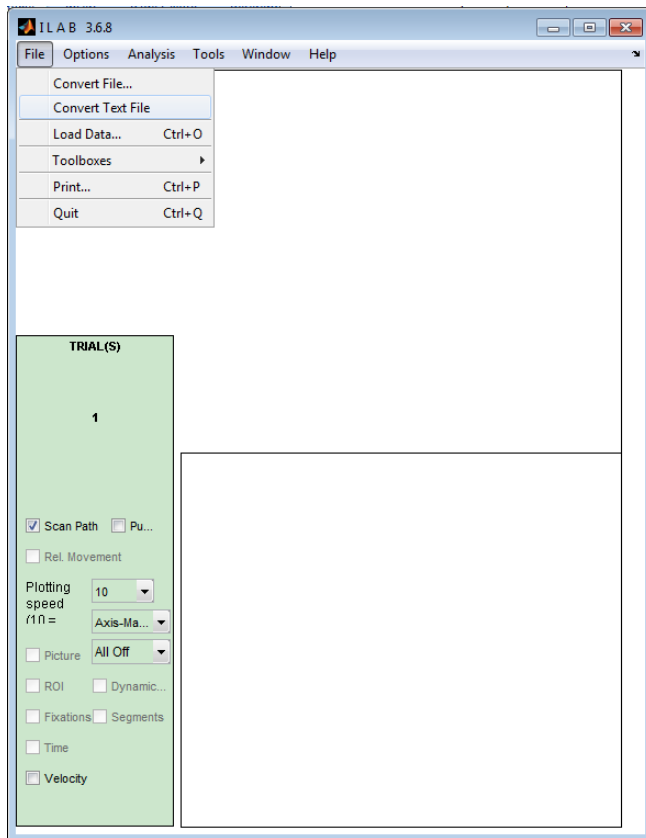 ILAB 3.6.8
File Options Analysis Tools Window Help
Convert File...
Convert Text File
Load Data... Ctrl+O
Toolboxes
Print... Ctrl+P
Quit Ctrl+Q
TRIAL(S)
1
Scan Path Pu...
Rel. Movement
Plotting 10
speed
(10 = Axis-Ma...
Picture All Off
ROI Dynamic...
Fixations Segments
Time
Velocity